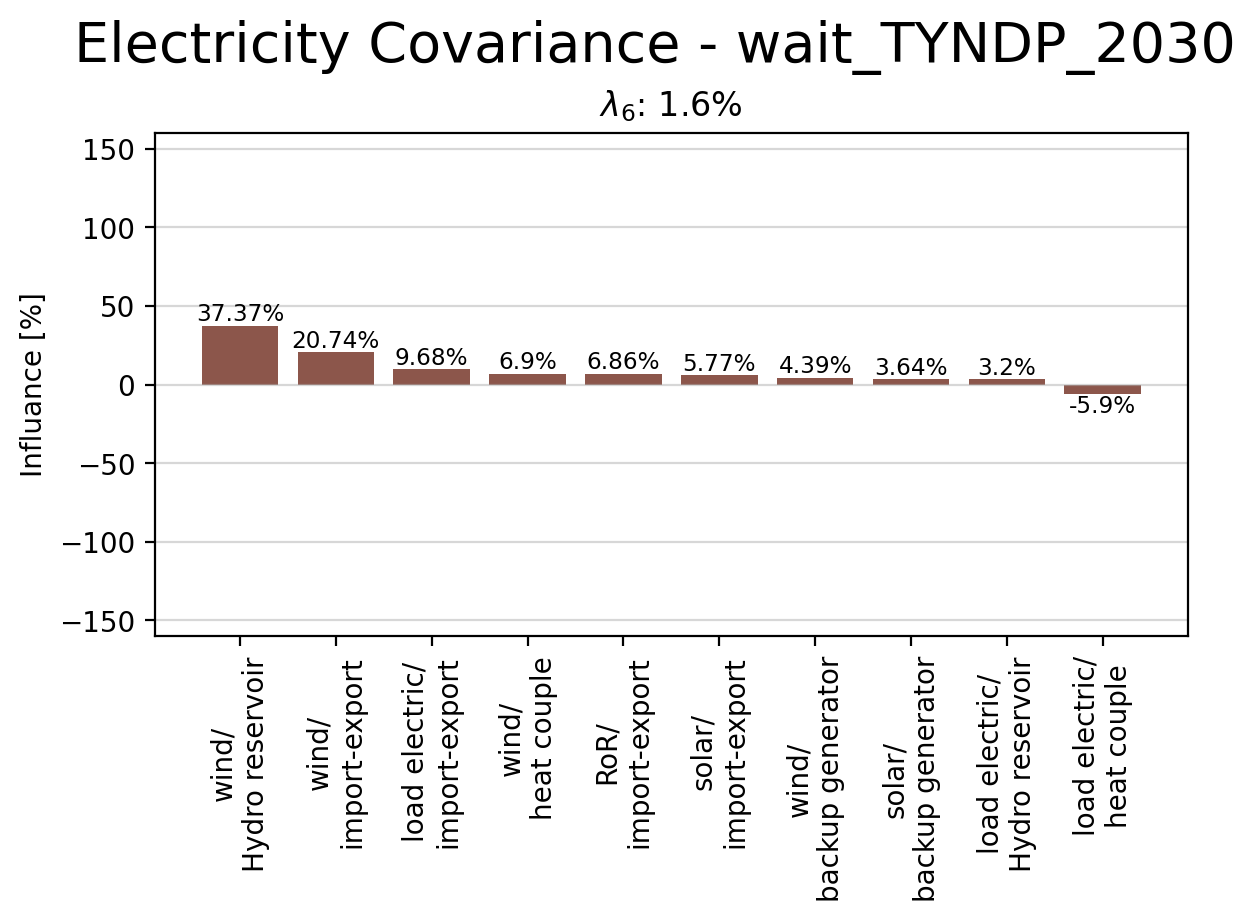 Electricity Covariance - wait_TYNDP_2030
λ6: 1.6%
Influance [%]
150
100
50
0
−50
−100
−150
37.37%
20.74%
9.68%
6.9%
6.86%
5.77%
4.39%
3.64%
3.2%
-5.9%
wind/
Hydro reservoir
wind/
import-export
load electric/
import-export
wind/
heat couple
RoR/
import-export
solar/
import-export
wind/
backup generator
solar/
backup generator
load electric/
Hydro reservoir
load electric/
heat couple